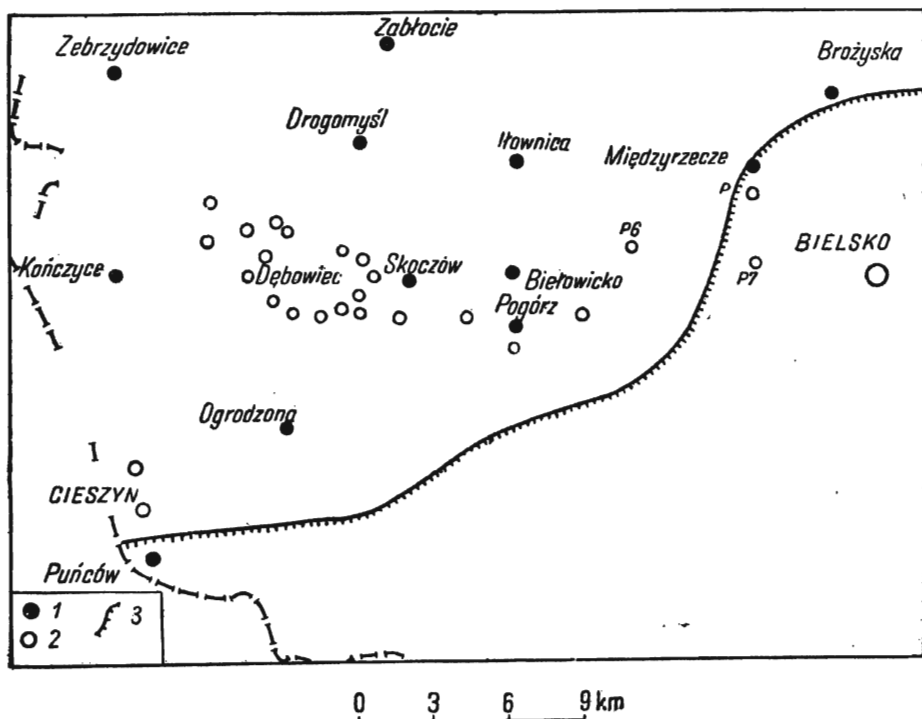 Zabłocie
Zebrzydowice
Brożyska
Drogomyśl
Iłownica
Międzyrzecze
P
P6
BIELSKO
Kończyce
Dębowiec
Skoczów
Biełowicko
P7
Pogórz
Ogrodzona
CIESZYN
Puńców
1
3
2
0 3 6 9 km